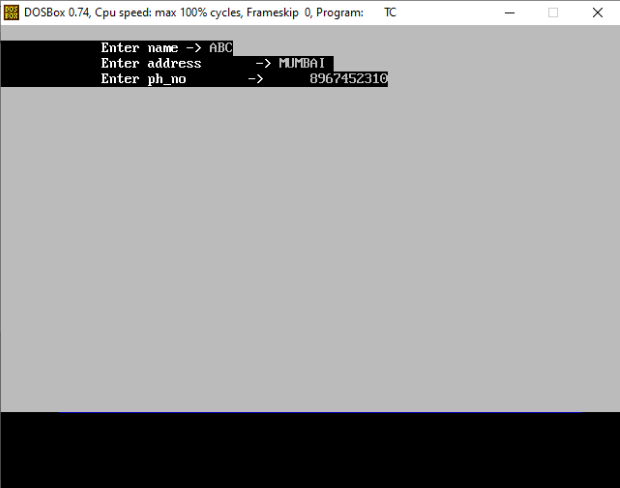 DOSBox 0.74, Cpu speed: max 100% cycles, Frameskip 0, Program: TC
Enter name -> ABC
Enter address -> MUMBAI
Enter ph_no -> 8967452310